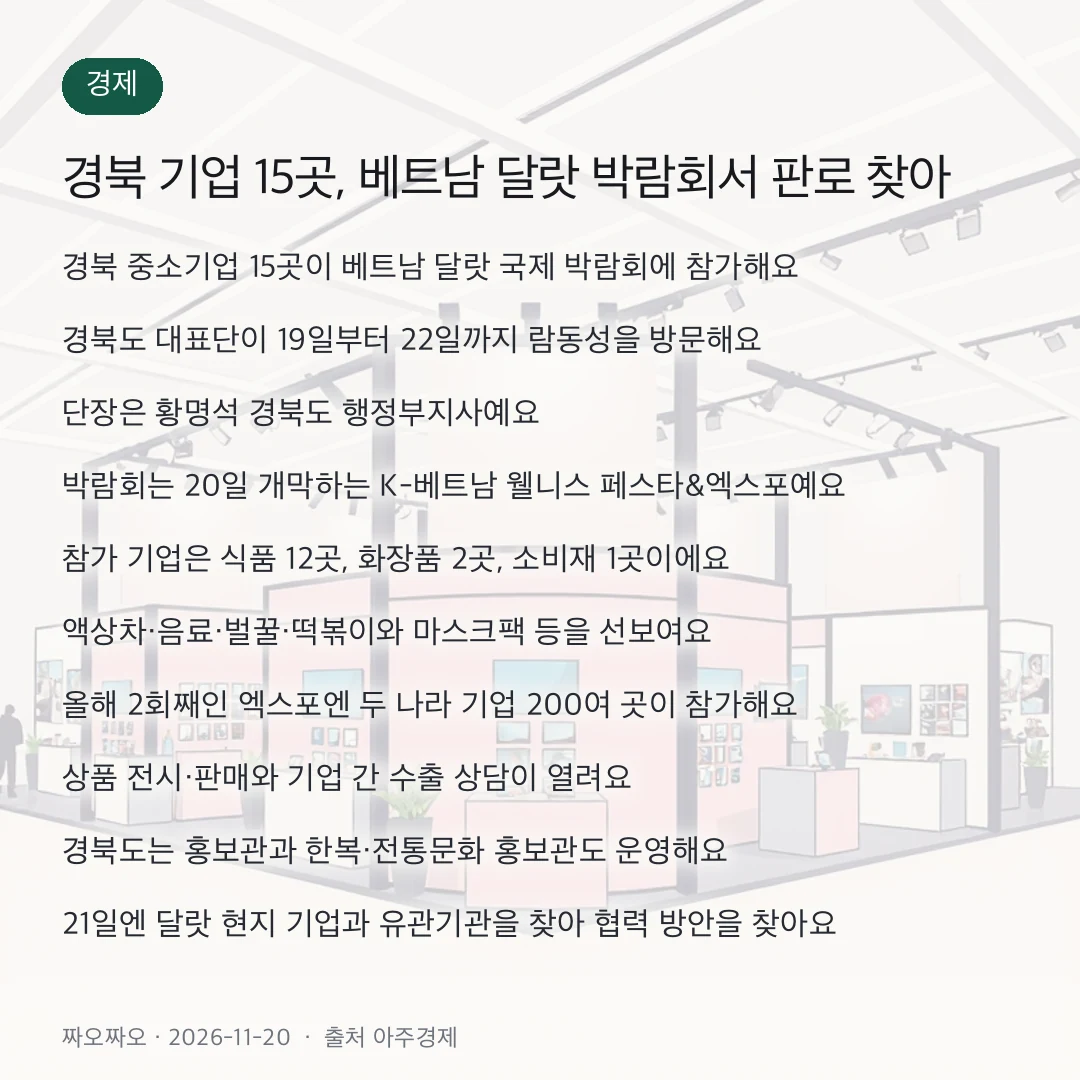 경제
경북 기업 15곳, 베트남 달랏 박람회서 판로 찾아
경북 중소기업 15곳이 베트남 달랏 국제 박람회에 참가해요
경북도 대표단이 19일부터 22일까지 람동성을 방문해요
단장은 황명석 경북도 행정부지사예요
박람회는 20일 개막하는 K-베트남 웰니스 페스타&엑스포예요
참가 기업은 식품 12곳, 화장품 2곳, 소비재 1곳이에요
액상차·음료·벌꿀·떡볶이와 마스크팩 등을 선보여요
올해 2회째인 엑스포엔 두 나라 기업 200여 곳이 참가해요
상품 전시·판매와 기업 간 수출 상담이 열려요
경북도는 홍보관과 한복·전통문화 홍보관도 운영해요
21일엔 달랏 현지 기업과 유관기관을 찾아 협력 방안을 찾아요
짜오짜오 · 2026-11-20 · 출처 아주경제